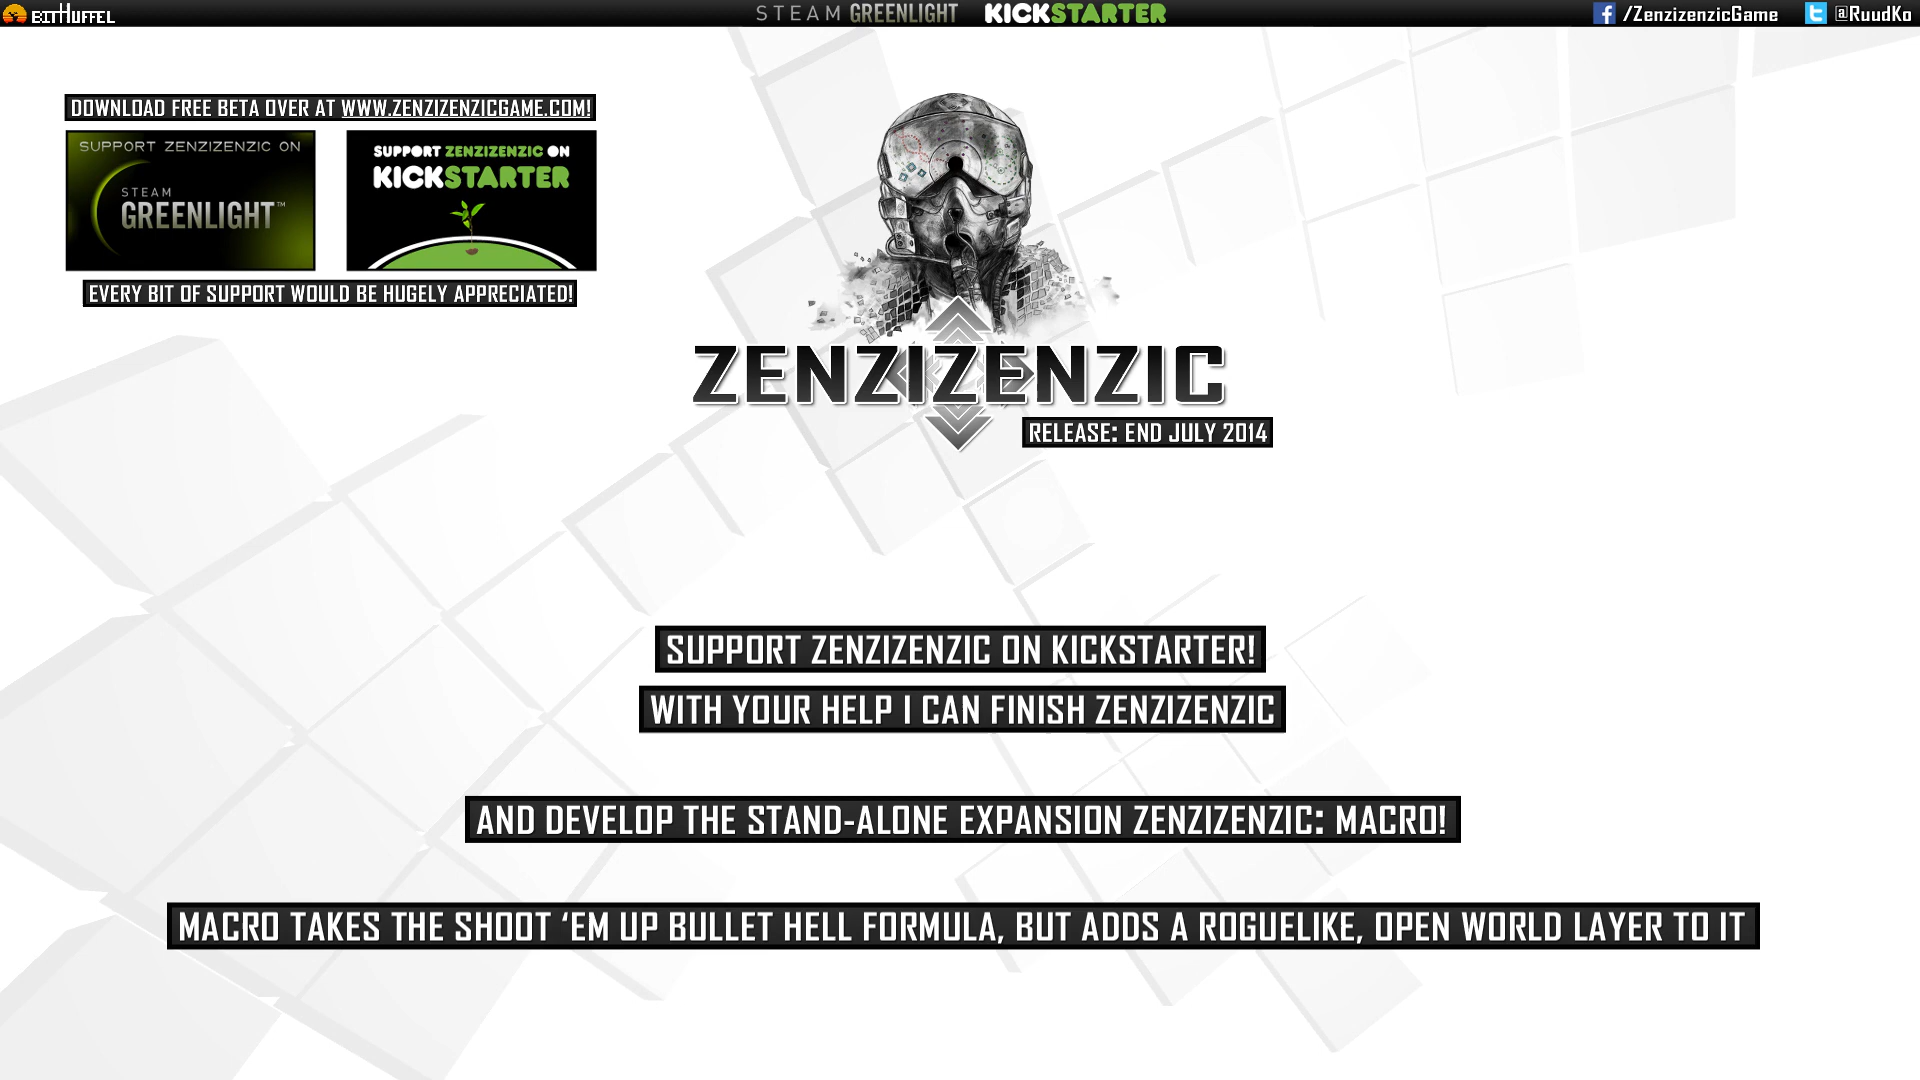 bitHuffel
STEAM GREENLIGHT KICKSTARTER
/ZenzizenzicGame @RuudKo
DOWNLOAD FREE BETA OVER AT WWW.ZENZIZENZICGAME.COM!
SUPPORT ZENZIZENZIC ON
STEAM
GREENLIGHT™
SUPPORT ZENZIZENZIC ON
KICKSTARTER
EVERY BIT OF SUPPORT WOULD BE HUGELY APPRECIATED!
ZENZIZENZIC
RELEASE: END JULY 2014
SUPPORT ZENZIZENZIC ON KICKSTARTER!
WITH YOUR HELP I CAN FINISH ZENZIZENZIC
AND DEVELOP THE STAND-ALONE EXPANSION ZENZIZENZIC: MACRO!
MACRO TAKES THE SHOOT ‘EM UP BULLET HELL FORMULA, BUT ADDS A ROGUELIKE, OPEN WORLD LAYER TO IT